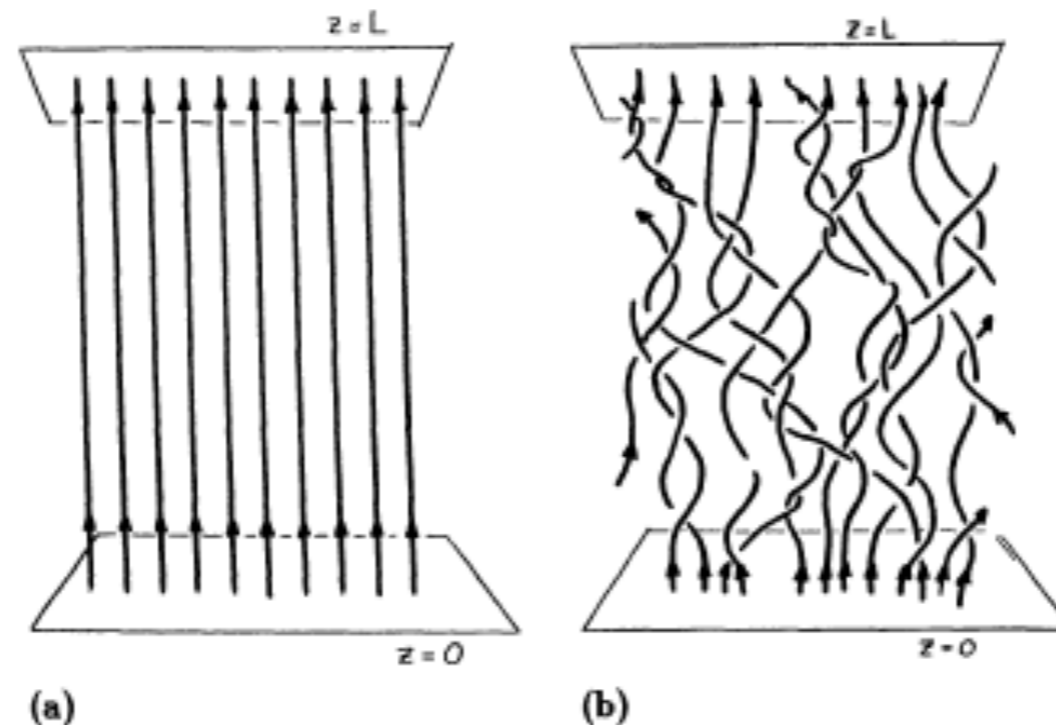 z = L
z = L
z = 0
z = 0
(a)
(b)